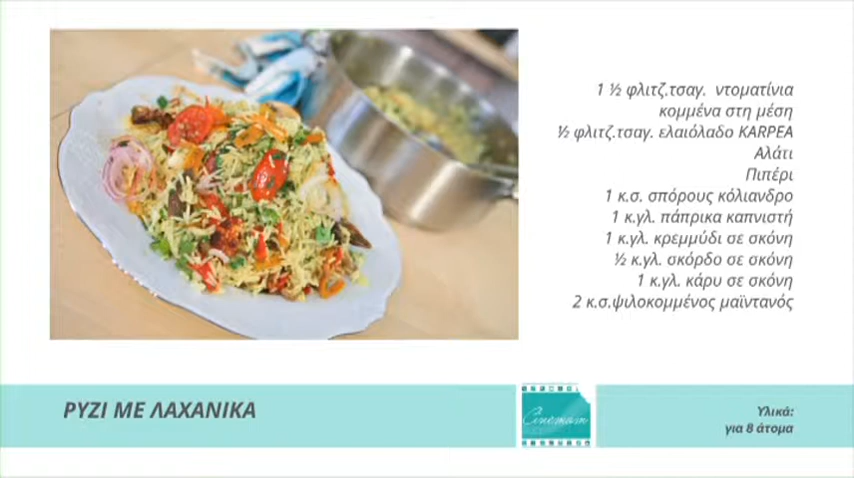 1 ½ φλιτζ.τσαγ. ντοματίνια
κομμένα στη μέση
½ φλιτζ.τσαγ. ελαιόλαδο KARPEA
Αλάτι
Πιπέρι
1 κ.σ. σπόρους κόλιανδρο
1 κ.γλ. πάπρικα καπνιστή
1 κ.γλ. κρεμμύδι σε σκόνη
½ κ.γλ. σκόρδο σε σκόνη
1 κ.γλ. κάρυ σε σκόνη
2 κ.σ.ψιλοκομμένος μαϊντανός
ΡΥΖΙ ΜΕ ΛΑΧΑΝΙΚΑ
Υλικά:
για 8 άτομα